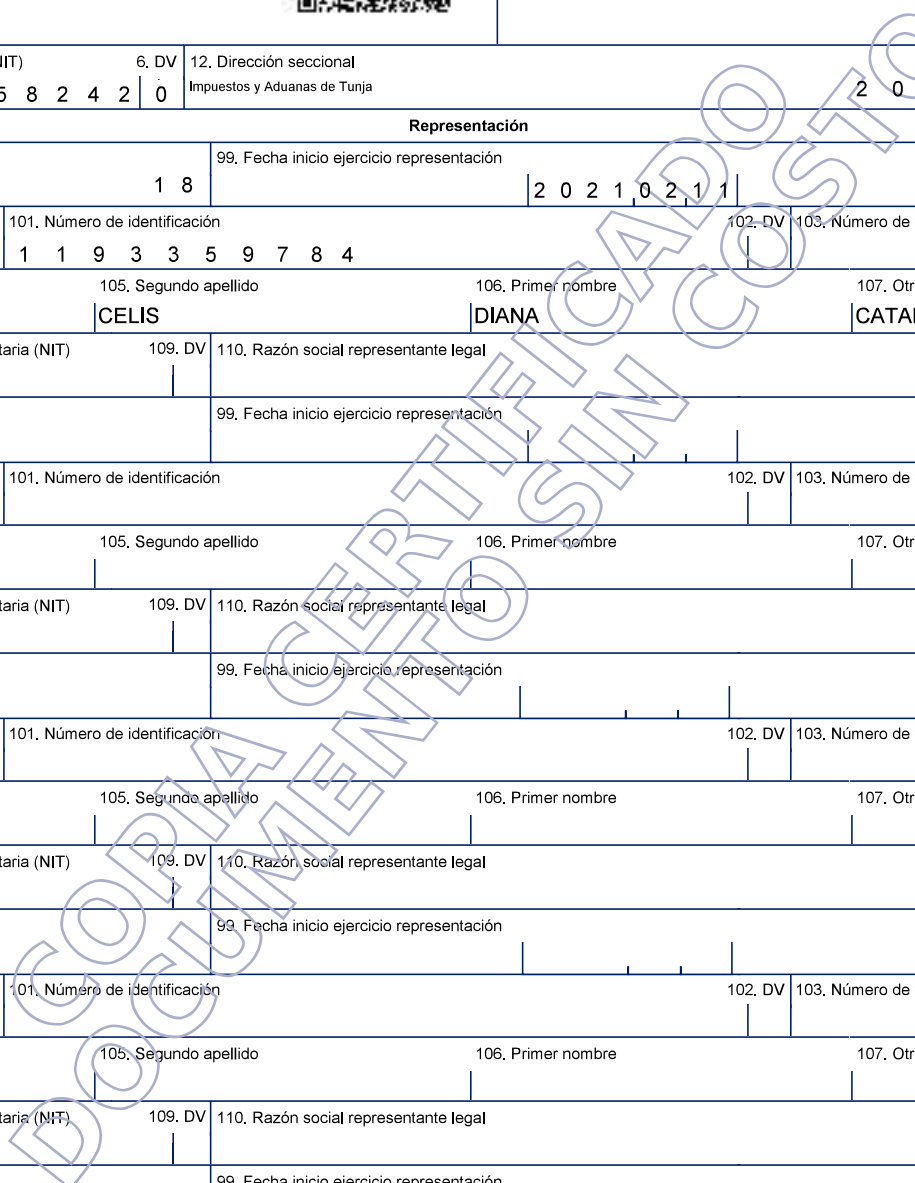 6. DV 12. Dirección seccional
5 8 2 4 2 0 Impuestos y Aduanas de Tunja 2 0
Representación
99. Fecha inicio ejercicio representación
1 8 2 0 2 1 0 2 1 1
101. Número de identificación 102. DV 103. Número de
1 1 9 3 3 5 9 7 8 4
105. Segundo apellido 106. Primer nombre 107. Otr
CELIS DIANA CATA
taria (NIT) 109. DV 110. Razón social representante legal
99. Fecha inicio ejercicio representación
101. Número de identificación 102. DV 103. Número de
105. Segundo apellido 106. Primer nombre 107. Otr
taria (NIT) 109. DV 110. Razón social representante legal
99. Fecha inicio ejercicio representación
101. Número de identificación 102. DV 103. Número de
105. Segundo apellido 106. Primer nombre 107. Otr
taria (NIT) 109. DV 110. Razón social representante legal
99. Fecha inicio ejercicio representación
101. Número de identificación 102. DV 103. Número de
105. Segundo apellido 106. Primer nombre 107. Otr
taria (NIT) 109. DV 110. Razón social representante legal
99. Fecha inicio ejercicio representación
COPIA CERTIFICADO
DOCUMENTO SIN COSTO